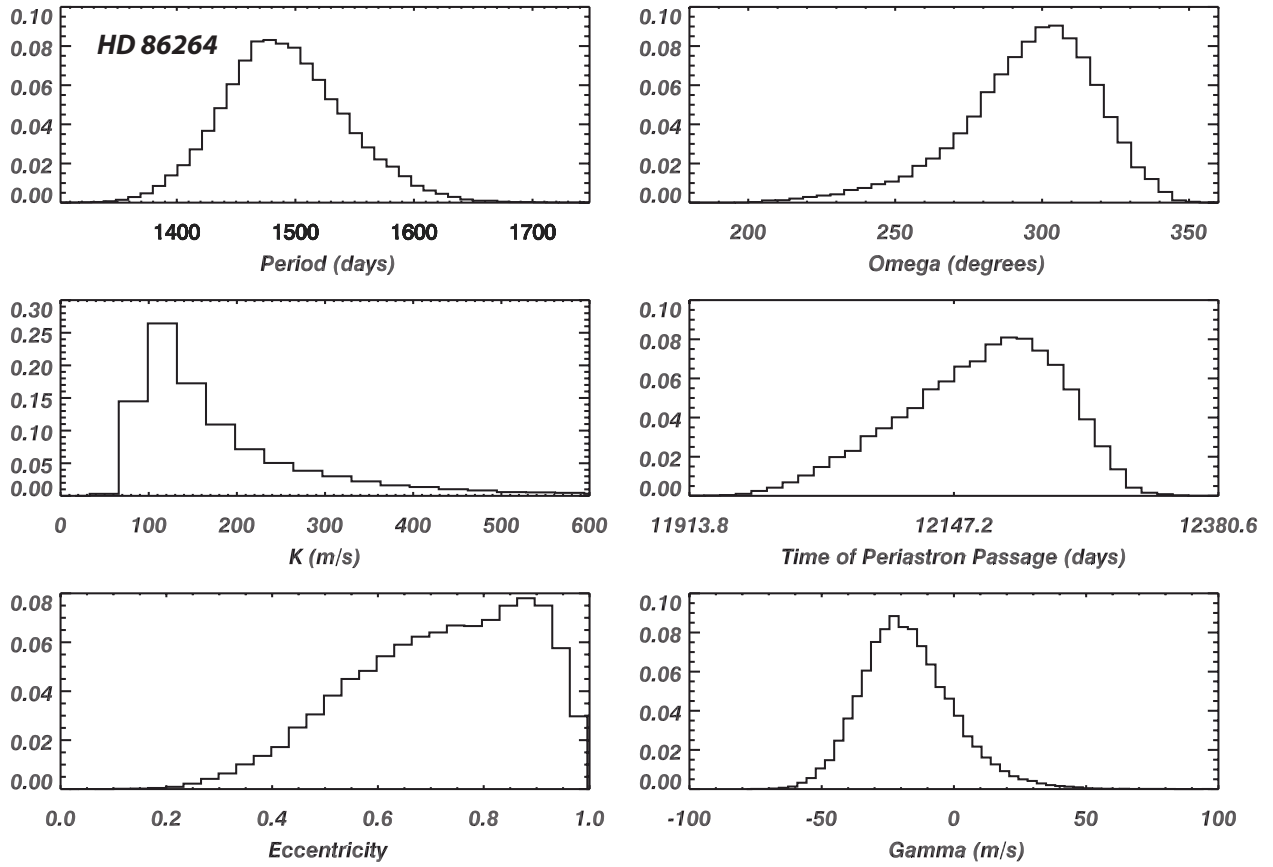 HD 86264
0.10
0.08
0.06
0.04
0.02
0.00
1400 1500 1600 1700
Period (days)
0.10
0.08
0.06
0.04
0.02
0.00
200 250 300 350
Omega (degrees)
0.30
0.25
0.20
0.15
0.10
0.05
0.00
0 100 200 300 400 500 600
K (m/s)
0.10
0.08
0.06
0.04
0.02
0.00
11913.8 12147.2 12380.6
Time of Periastron Passage (days)
0.08
0.06
0.04
0.02
0.00
0.0 0.2 0.4 0.6 0.8 1.0
Eccentricity
0.10
0.08
0.06
0.04
0.02
0.00
-100 -50 0 50 100
Gamma (m/s)